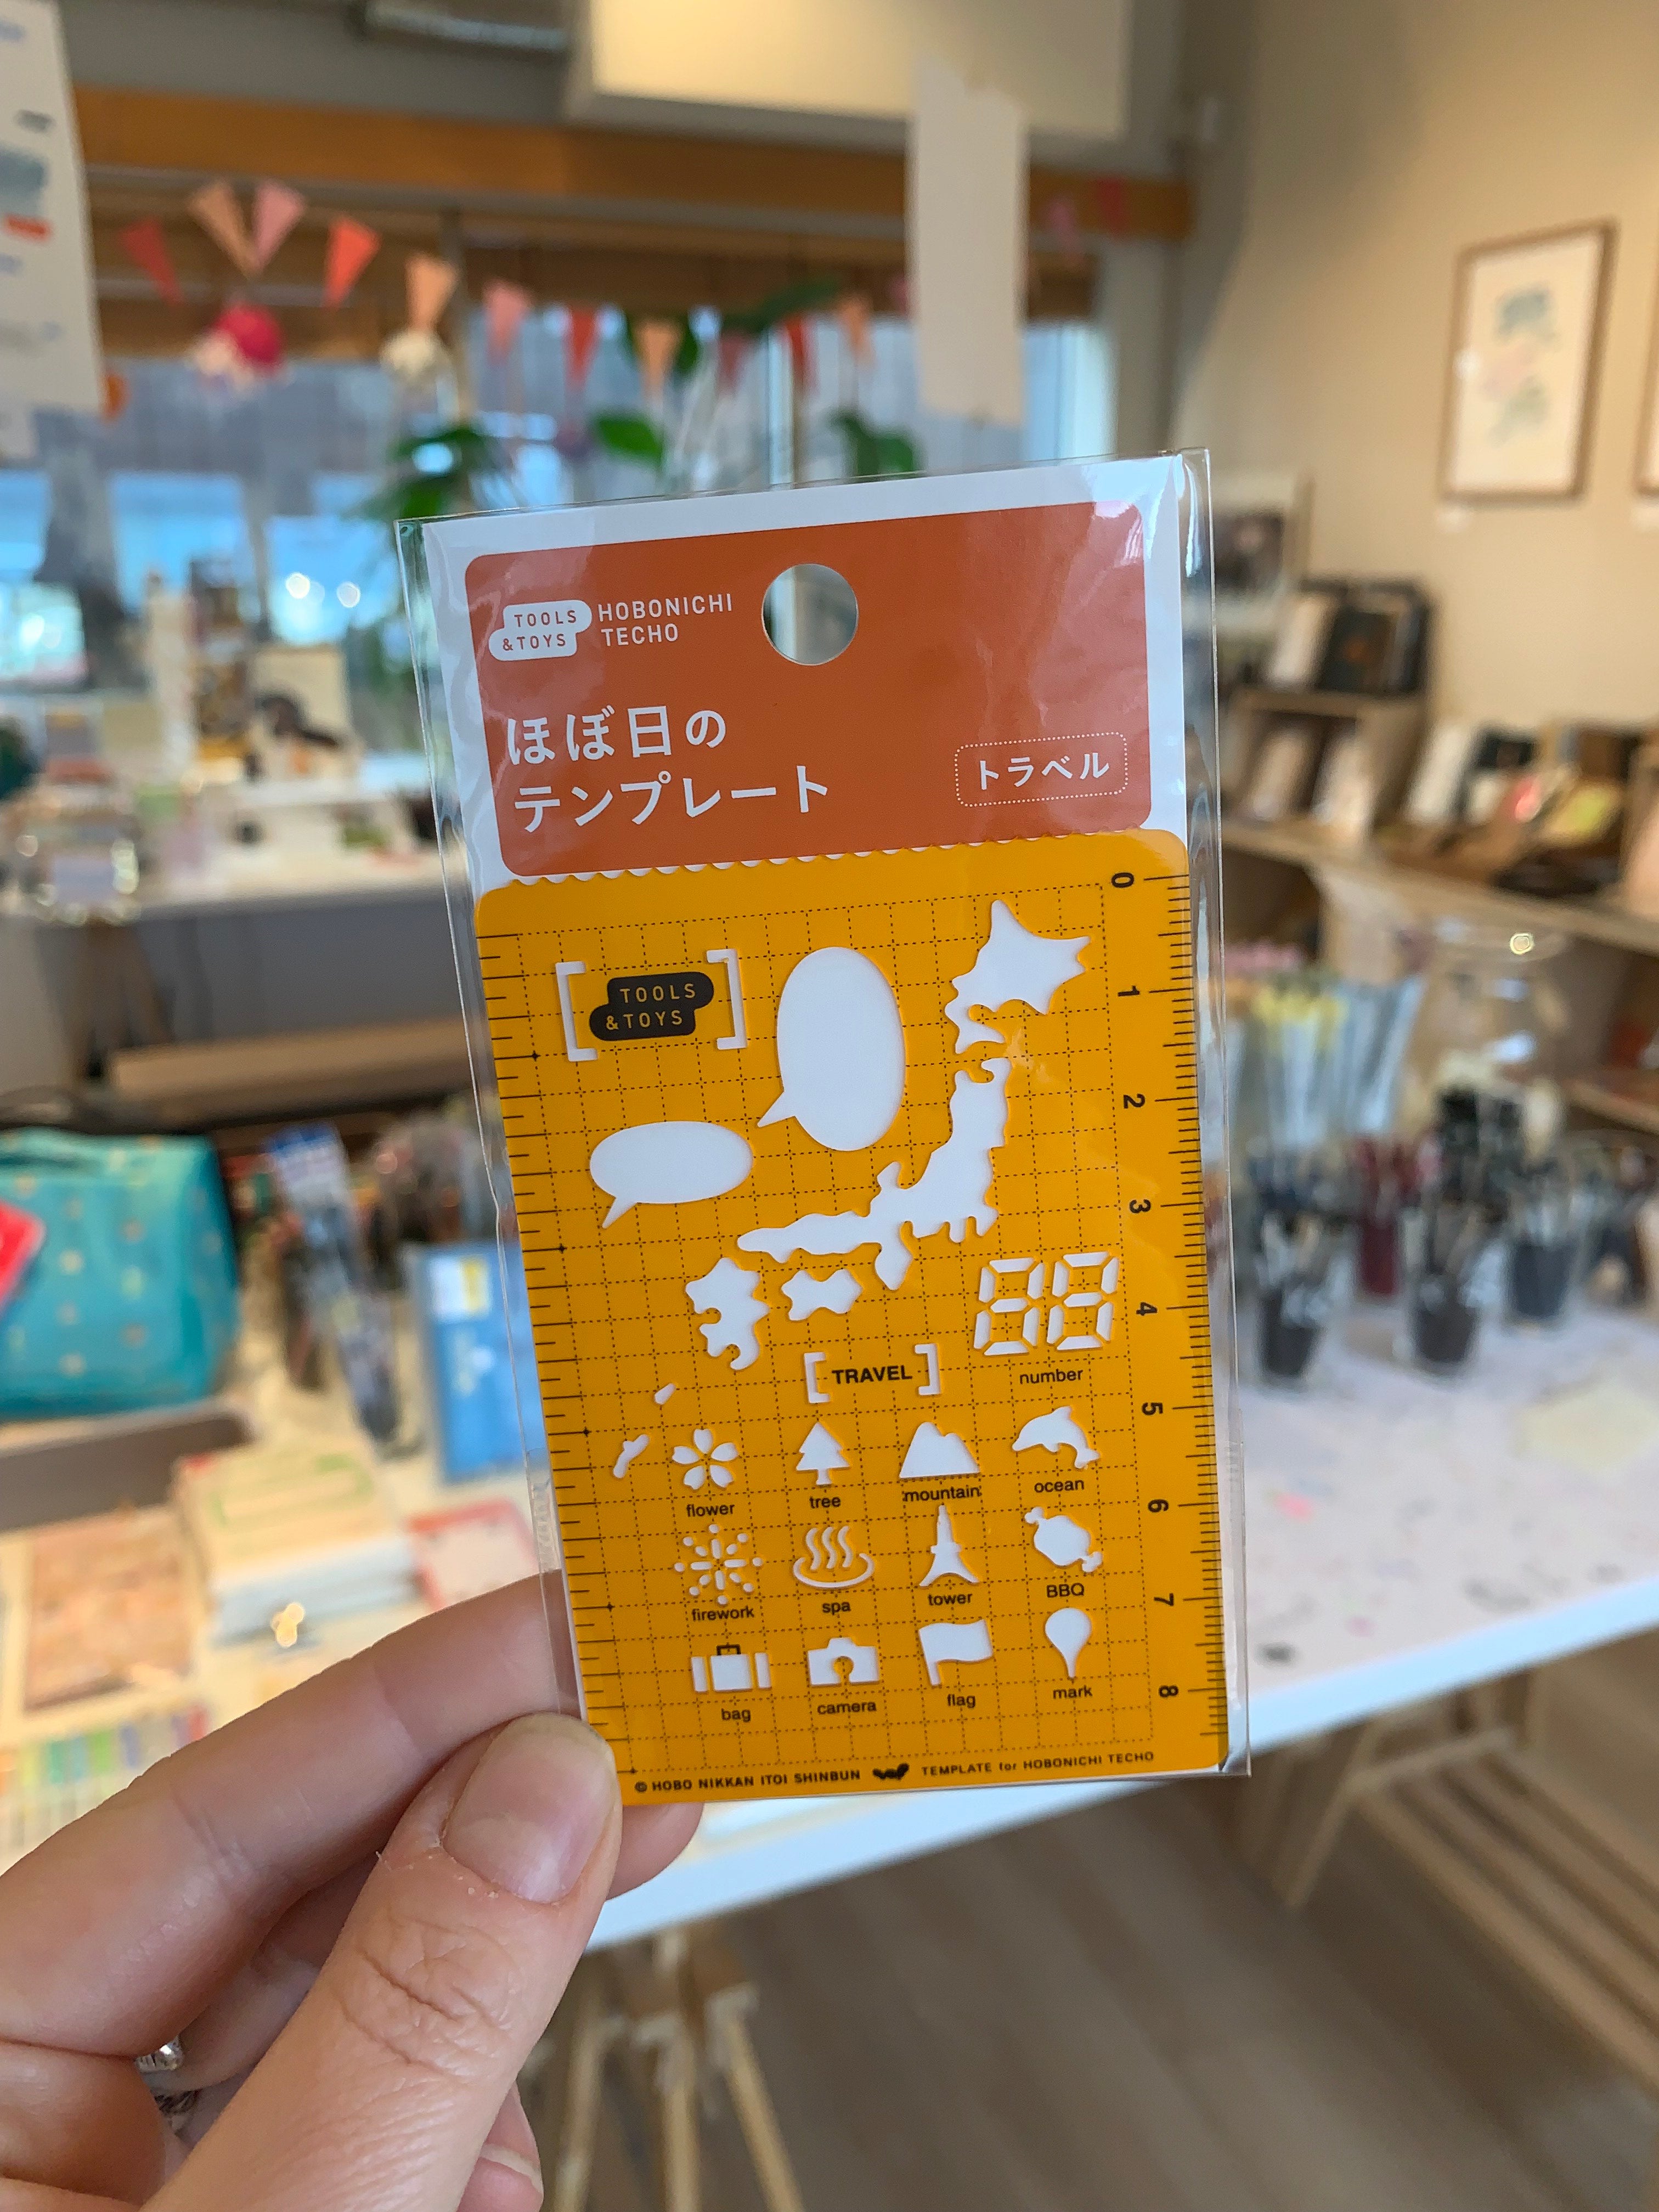 TOOLS
&TOYS
HOBONICHI
TECHO
ほぼ日の
テンプレート
トラベル
0
TOOLS
&TOYS
1
2
3
4
88
number
[TRAVEL]
5
flower
tree
mountain
ocean
6
firework
spa
tower
BBQ
7
bag
camera
flag
mark
8
© HOBO NIKKAN ITOI SHINBUN
TEMPLATE for HOBONICHI TECHO